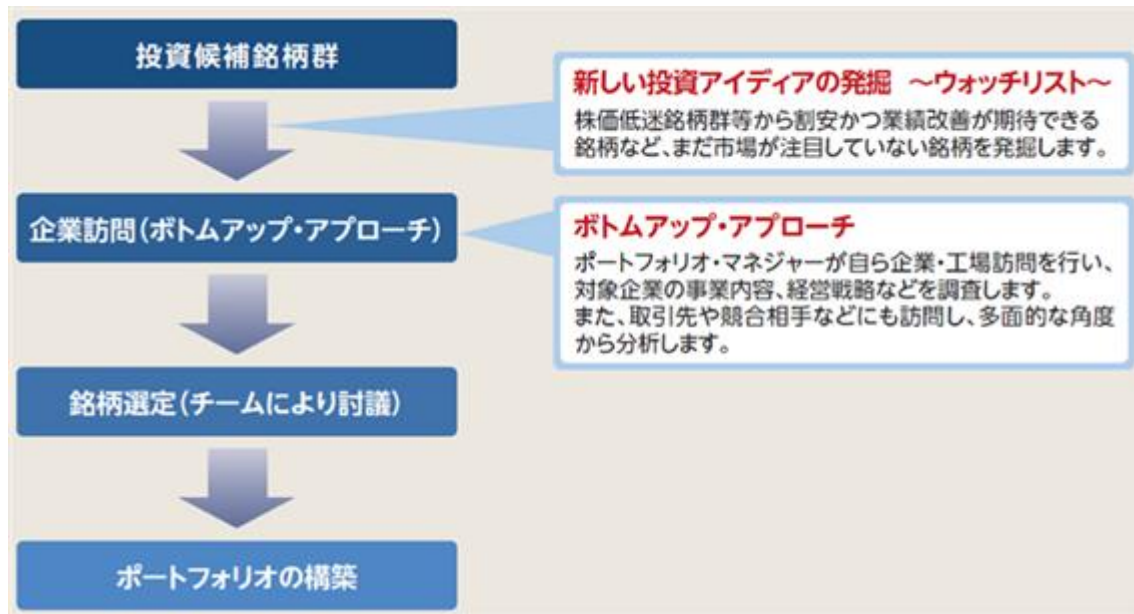 投資候補銘柄群
新しい投資アイディアの発掘 ～ウォッチリスト～
株価低迷銘柄群等から割安かつ業績改善が期待できる
銘柄など、まだ市場が注目していない銘柄を発掘します。
企業訪問(ボトムアップ・アプローチ)
ボトムアップ・アプローチ
ポートフォリオ・マネジャーが自ら企業・工場訪問を行い、
対象企業の事業内容、経営戦略などを調査します。
また、取引先や競合相手などにも訪問し、多面的な角度
から分析します。
銘柄選定(チームにより討議)
ポートフォリオの構築